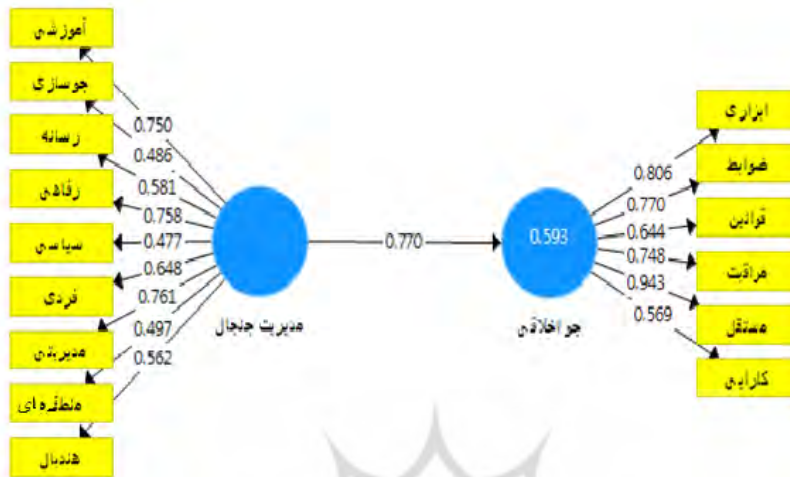 آموزشی
جوسازی
رسانه
رفاهی
سیاسی
فردی
مدیریتی
منطقه‌ای
هندبال
0.750
0.486
0.581
0.758
0.477
0.648
0.761
0.497
0.562
مدیریت جنجال
0.770
0.593
جو اخلاقی
0.806
0.770
0.644
0.748
0.943
0.569
ابزاری
ضوابط
قوانین
مراقبت
مستقل
کارایی